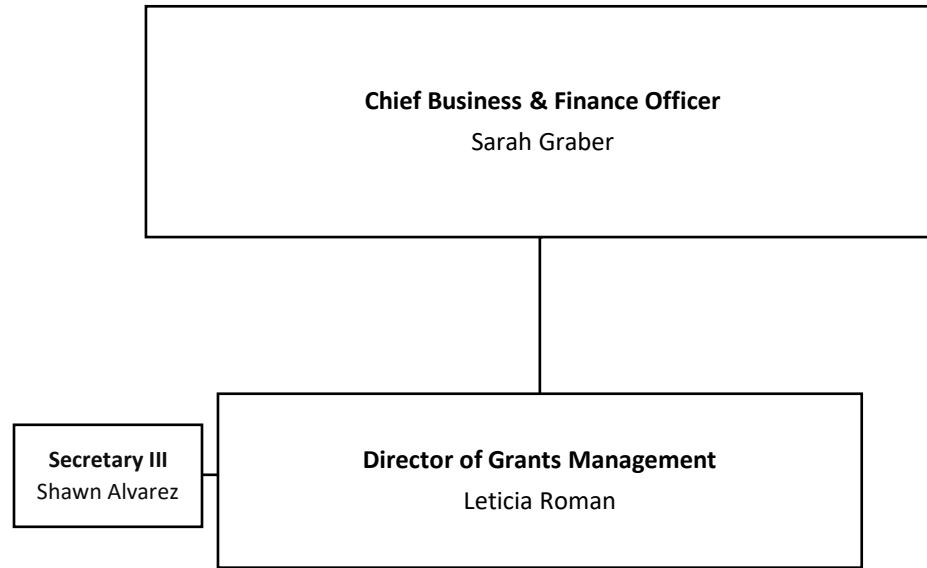 Chief Business & Finance Officer
Sarah Graber
Secretary III
Shawn Alvarez
Director of Grants Management
Leticia Roman